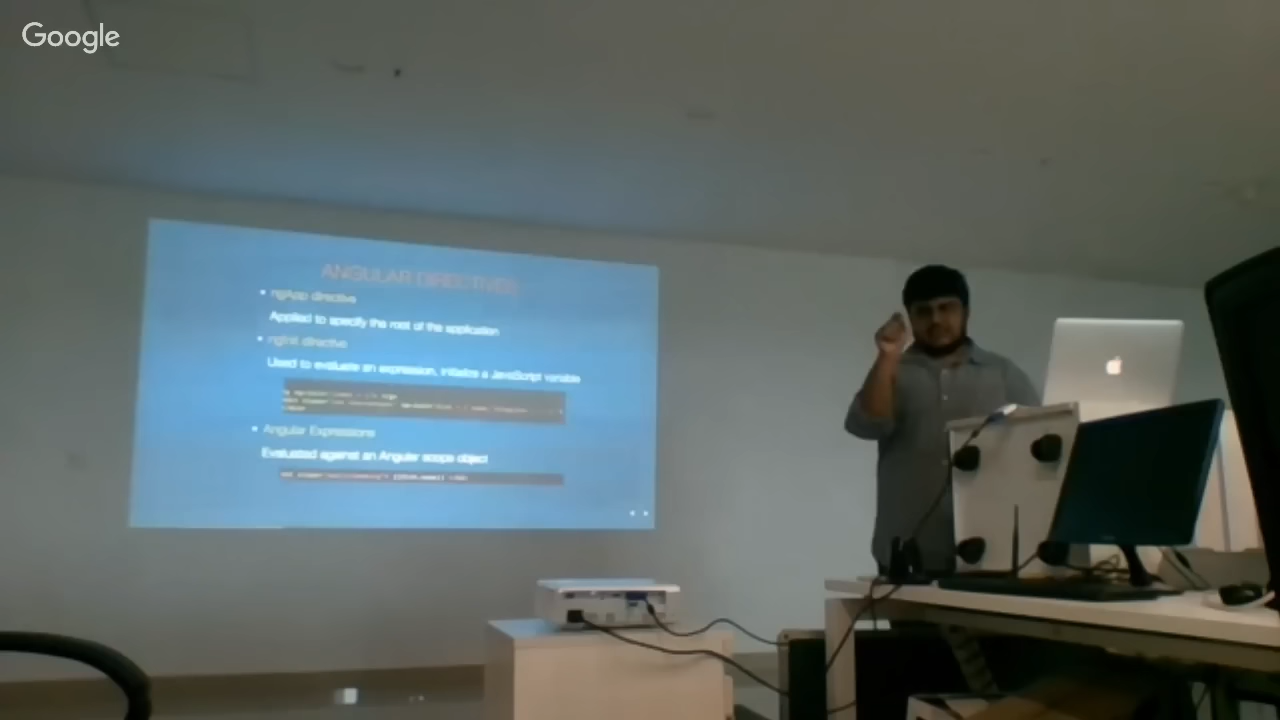 Google
ANGULAR DIRECTIVES
ngApp directive
Applied to specify the root of the application
ngInit directive
Used to evaluate an expression, initialize a JavaScript variable
Angular Expressions
Evaluated against an Angular scope object